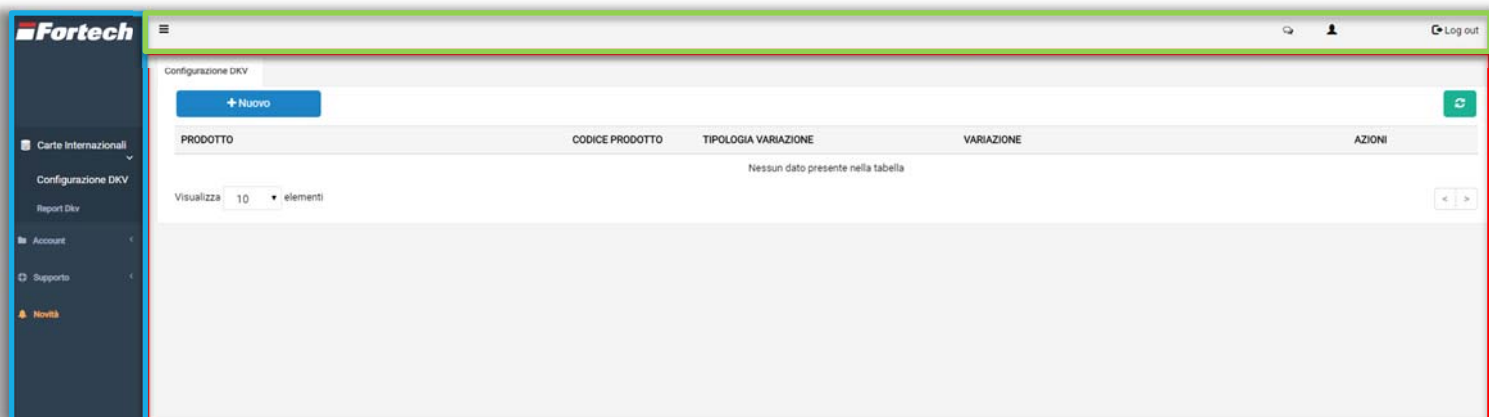 Fortech
Log out
Carte Internazionali
Configurazione DKV
Report Dkv
Account
Supporto
Novità
Configurazione DKV
+ Nuovo
PRODOTTO CODICE PRODOTTO TIPOLOGIA VARIAZIONE VARIAZIONE AZIONI
Nessun dato presente nella tabella
Visualizza 10 elementi
< >